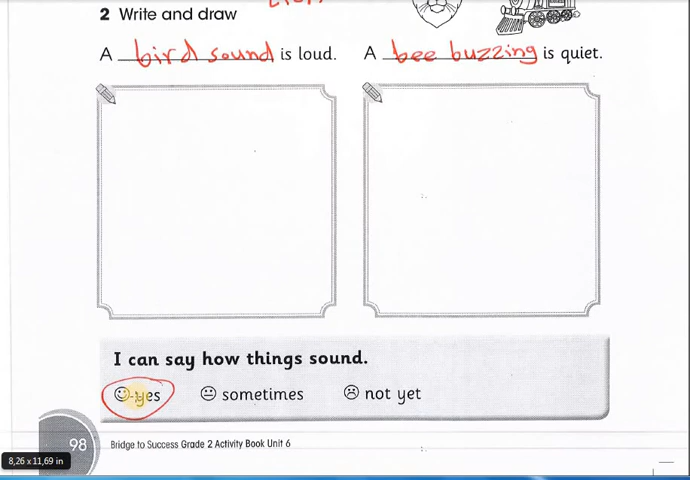 2 Write and draw
A bird sound is loud. A bee buzzing is quiet.
I can say how things sound.
yes sometimes not yet
98 Bridge to Success Grade 2 Activity Book Unit 6
8,26 x 11,69 in